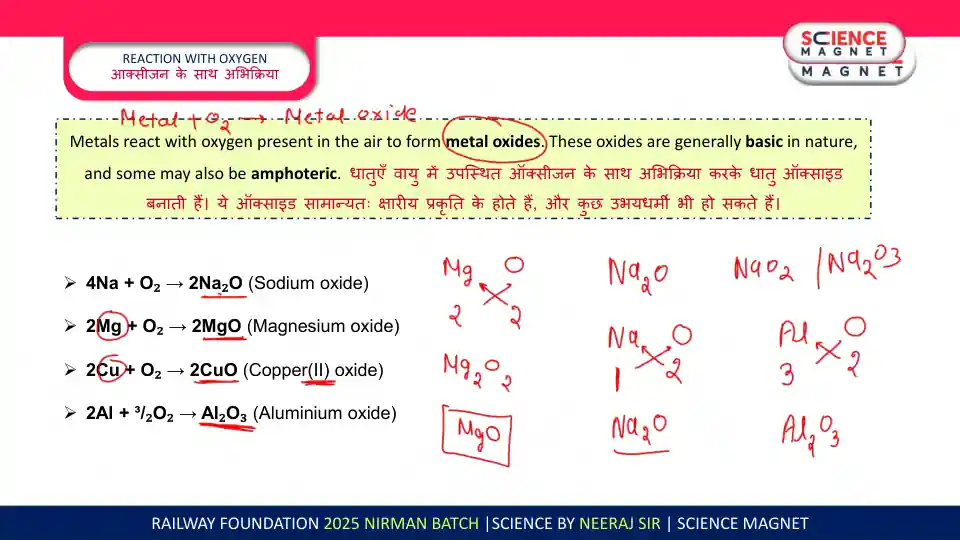 REACTION WITH OXYGEN
आक्सीजन के साथ अभिक्रिया
SCIENCE
MAGNET
MAGNET
Metal + O₂ → Metal oxide
Metals react with oxygen present in the air to form metal oxides. These oxides are generally basic in nature,
and some may also be amphoteric. धातुएँ वायु में उपस्थित ऑक्सीजन के साथ अभिक्रिया करके धातु ऑक्साइड
बनाती हैं। ये ऑक्साइड सामान्यतः क्षारीय प्रकृति के होते हैं, और कुछ उभयधर्मी भी हो सकते हैं।
➢ 4Na + O₂ → 2Na₂O (Sodium oxide)
➢ 2Mg + O₂ → 2MgO (Magnesium oxide)
➢ 2Cu + O₂ → 2CuO (Copper(II) oxide)
➢ 2Al + ³/₂O₂ → Al₂O₃ (Aluminium oxide)
Mg O
2 2
Mg₂O₂
MgO
Na₂O
Na O
1 2
Na₂O
NaO₂ / Na₂O₃
Al O
3 2
Al₂O₃
RAILWAY FOUNDATION 2025 NIRMAN BATCH |SCIENCE BY NEERAJ SIR | SCIENCE MAGNET